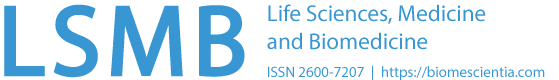 LSMB
Life Sciences, Medicine
and Biomedicine
ISSN 2600-7207 | https://biomescientia.com